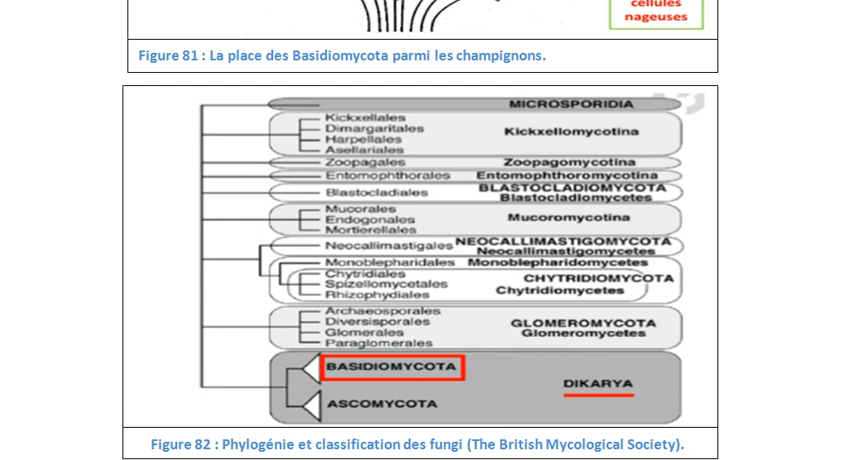 cellules
nageuses
Figure 81 : La place des Basidiomycota parmi les champignons.
MICROSPORIDIA
Kickxellales
Dimargaritales
Harpellales
Asellariales
Kickxellomycotina
Zoopagales Zoopagomycotina
Entomophthorales Entomophthoromycotina
Blastocladiales
BLASTOCLADIOMYCOTA
Blastocladiomycetes
Mucorales
Endogonales
Mortierellales
Mucoromycotina
Neocallimastigales
NEOCALLIMASTIGOMYCOTA
Neocallimastigomycetes
Monoblepharidales Monoblepharidomycetes
Chytridiales
Spizellomycetales
Rhizophydiales
CHYTRIDIOMYCOTA
Chytridiomycetes
Archaeosporales
Diversisporales
Glomerales
Paraglomerales
GLOMEROMYCOTA
Glomeromycetes
BASIDIOMYCOTA
DIKARYA
ASCOMYCOTA
Figure 82 : Phylogénie et classification des fungi (The British Mycological Society).